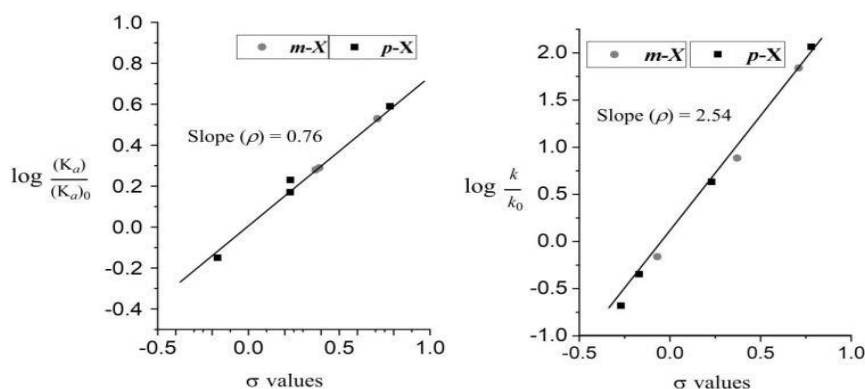 1.0
0.8
0.6
0.4
0.2
0.0
-0.2
-0.4
m-X p-X
Slope (ρ) = 0.76
log (Kₐ)/(Kₐ)₀
-0.5 0.0 0.5 1.0
σ values
2.0
1.5
1.0
0.5
0.0
-0.5
-1.0
m-X p-X
Slope (ρ) = 2.54
log k/k₀
-0.5 0.0 0.5 1.0
σ values